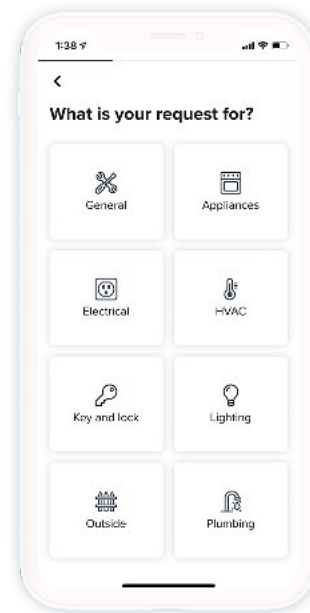 1:38
What is your request for?
General
Appliances
Electrical
HVAC
Key and lock
Lighting
Outside
Plumbing